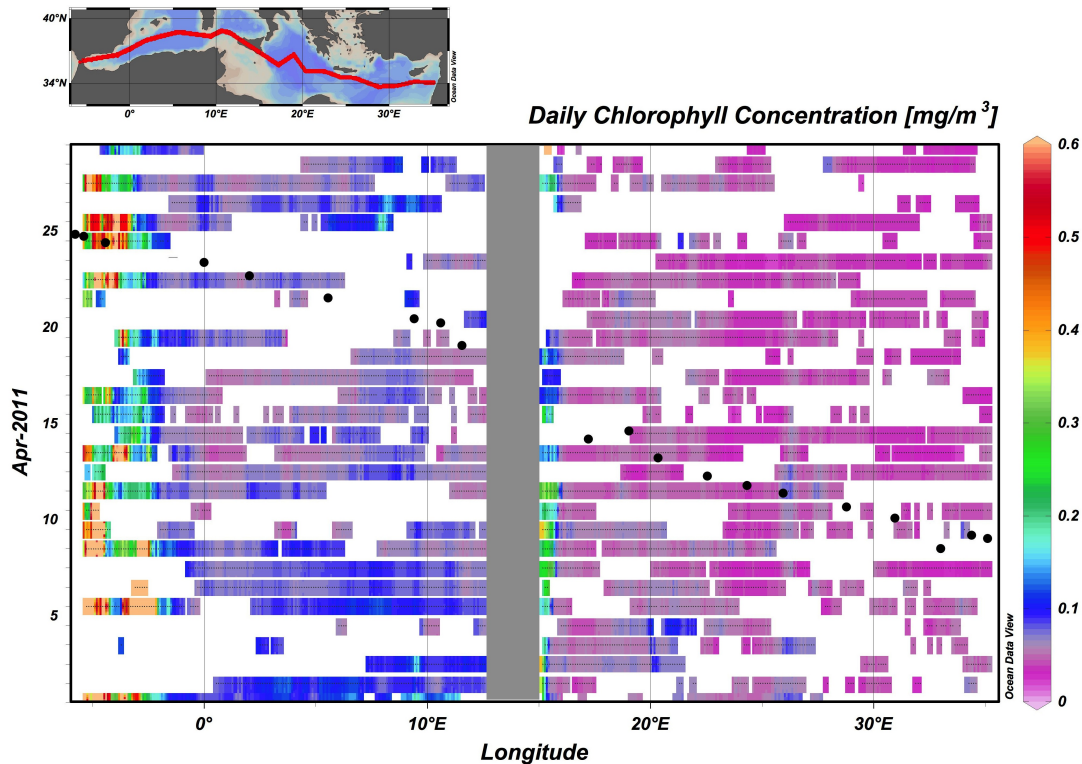 40°N
34°N
0° 10°E 20°E 30°E
Ocean Data View
Daily Chlorophyll Concentration [mg/m³]
25
20
15
10
5
Apr-2011
0° 10°E 20°E 30°E
Longitude
Ocean Data View
0.6
0.5
0.4
0.3
0.2
0.1
0